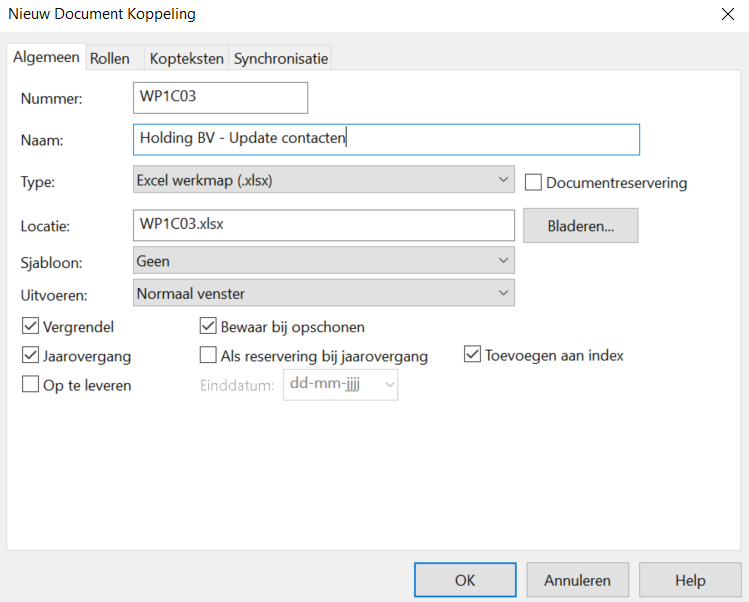 Nieuw Document Koppeling
Algemeen Rollen Kopteksten Synchronisatie
Nummer: WP1C03
Naam: Holding BV - Update contacten
Type: Excel werkmap (.xlsx) Documentreservering
Locatie: WP1C03.xlsx Bladeren...
Sjabloon: Geen
Uitvoeren: Normaal venster
Vergrendel Bewaar bij opschonen
Jaarovergang Als reservering bij jaarovergang Toevoegen aan index
Op te leveren Einddatum: dd-mm-jjjj
OK Annuleren Help